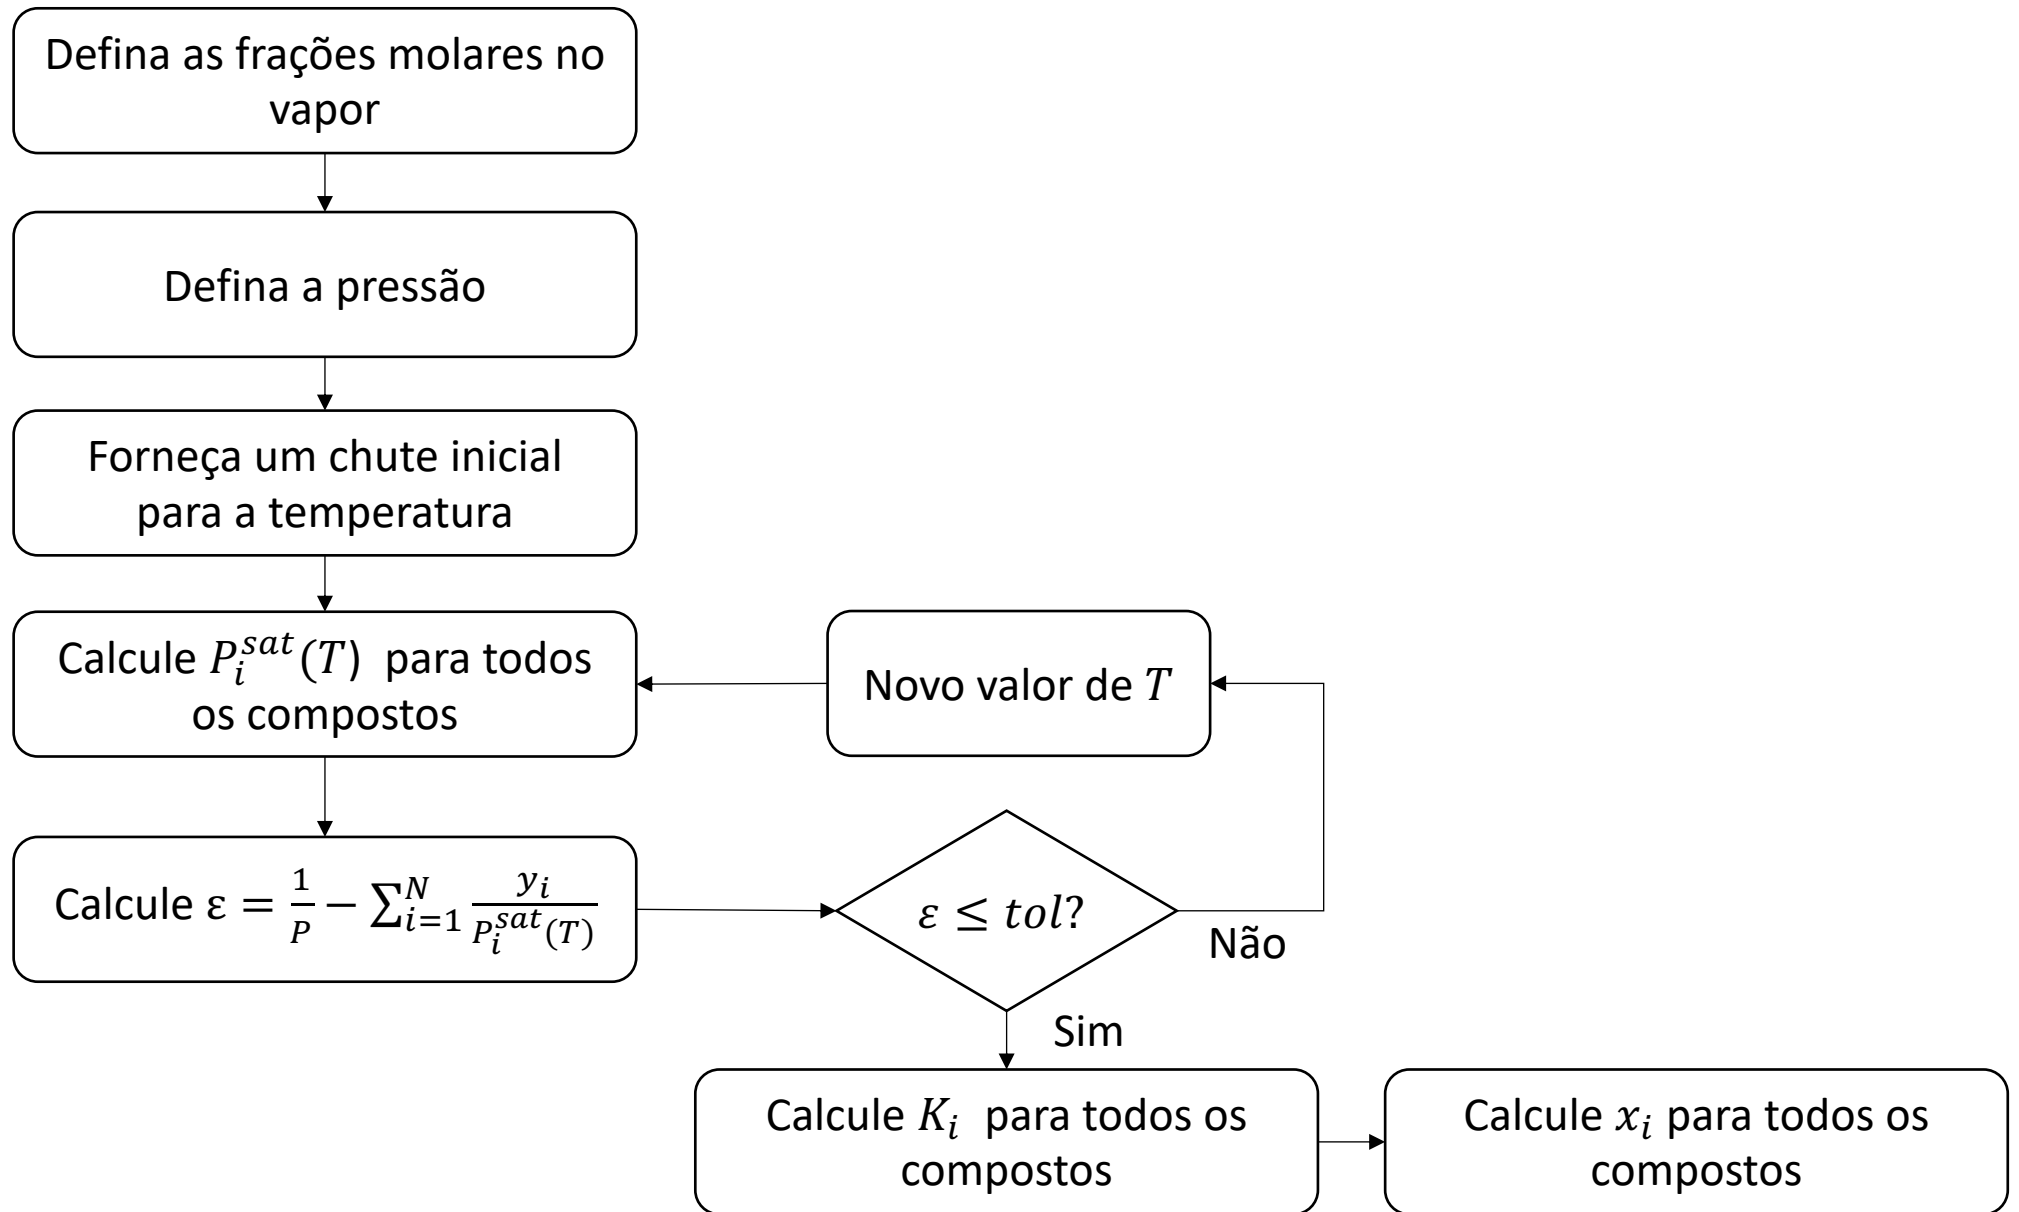 Defina as frações molares no
vapor
Defina a pressão
Forneça um chute inicial
para a temperatura
Calcule $P_i^{sat}(T)$ para todos
os compostos
Novo valor de $T$
Calcule $\varepsilon = \frac{1}{P} - \sum_{i=1}^{N} \frac{y_i}{P_i^{sat}(T)}$
$\varepsilon \leq tol?$
Não
Sim
Calcule $K_i$ para todos os
compostos
Calcule $x_i$ para todos os
compostos